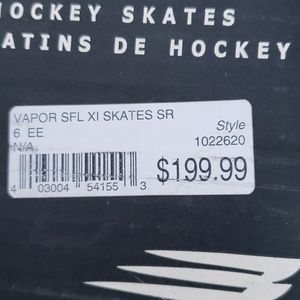 HOCKEY SKATES
ATINS DE HOCKEY
VAPOR SFL XI SKATES SR
6 EE
N/A
Style
1022620
$199.99
4 03004 54155 3